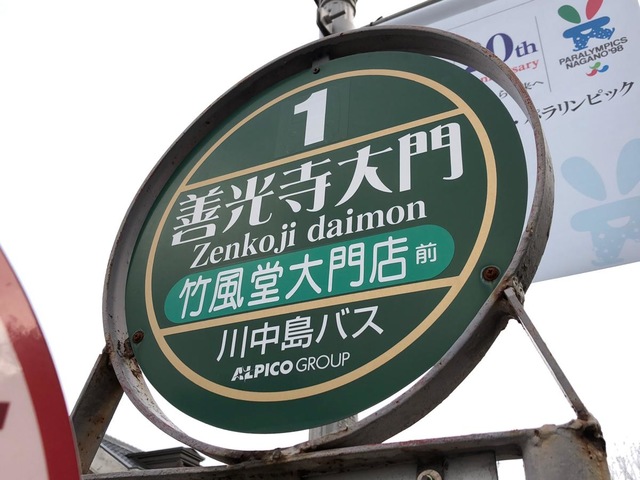 1
善光寺大門
Zenkoji daimon
竹風堂大門店前
川中島バス
ALPICO GROUP
0th
PARALYMPICS
NAGANO'98
ラリンピック